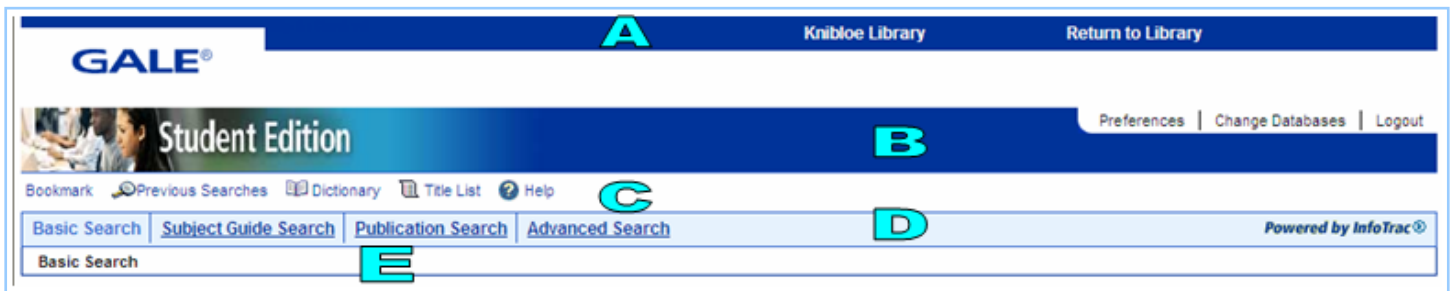 A Knibloe Library Return to Library
GALE®
Student Edition B Preferences | Change Databases | Logout
Bookmark Previous Searches Dictionary Title List Help C
Basic Search | Subject Guide Search | Publication Search | Advanced Search D Powered by InfoTrac®
Basic Search E